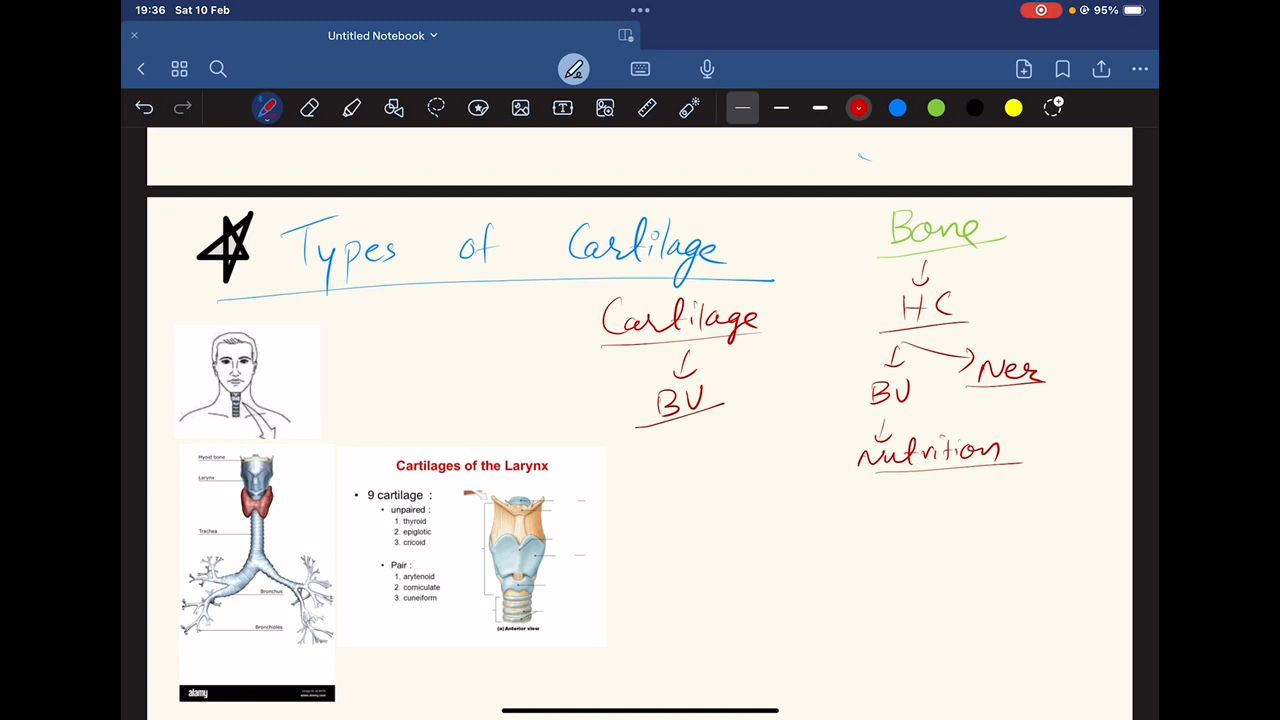 19:36 Sat 10 Feb
95%
Untitled Notebook
Types of Cartilage
Bone
HC
Cartilage
BV
BV
Ner
Nutrition
Hyoid bone
Larynx
Trachea
Bronchus
Bronchioles
alamy
Cartilages of the Larynx
• 9 cartilage :
• unpaired :
1. thyroid
2. epiglotic
3. cricoid
• Pair :
1. arytenoid
2. corniculate
3. cuneiform
(a) Anterior view